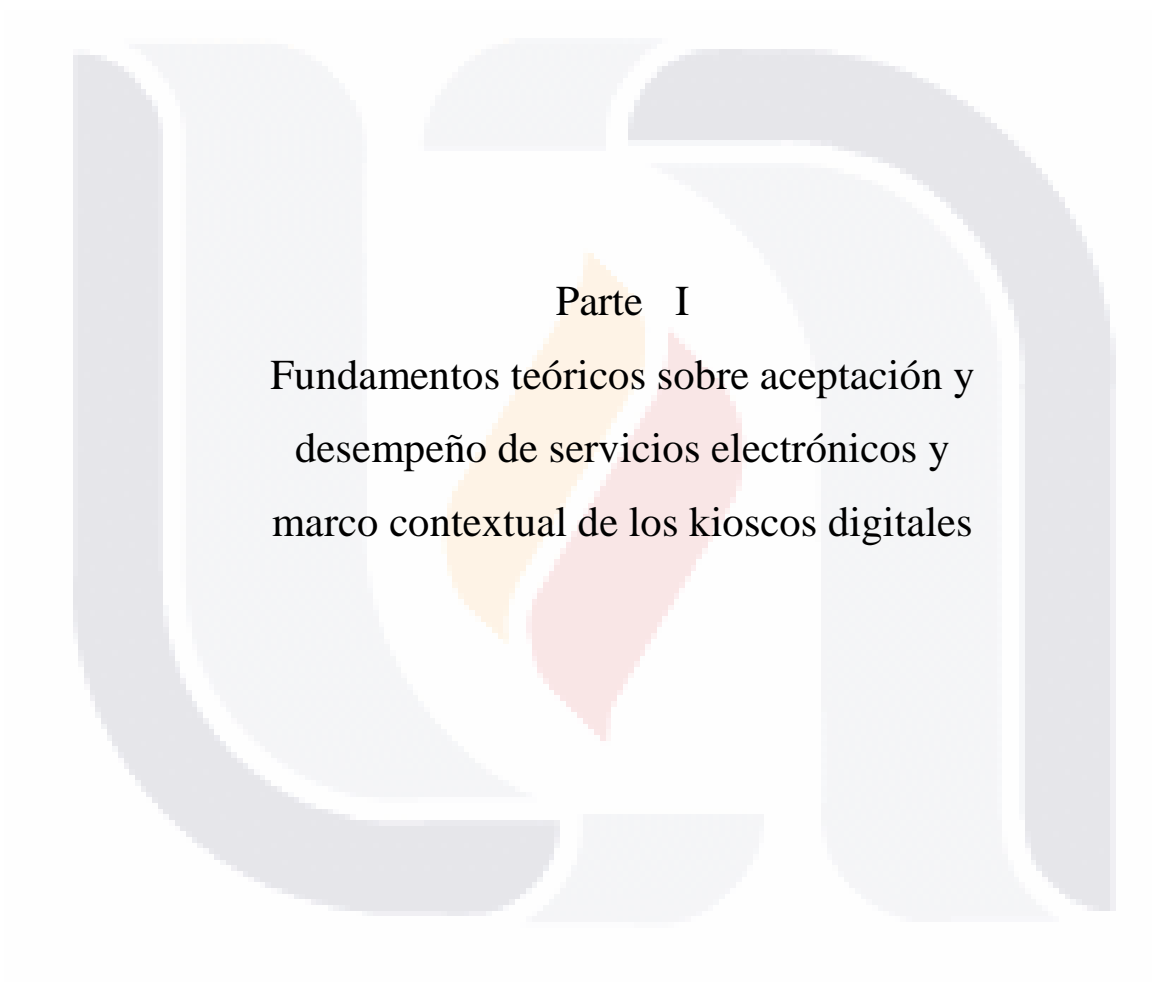 Parte I
Fundamentos teóricos sobre aceptación y
desempeño de servicios electrónicos y
marco contextual de los kioscos digitales